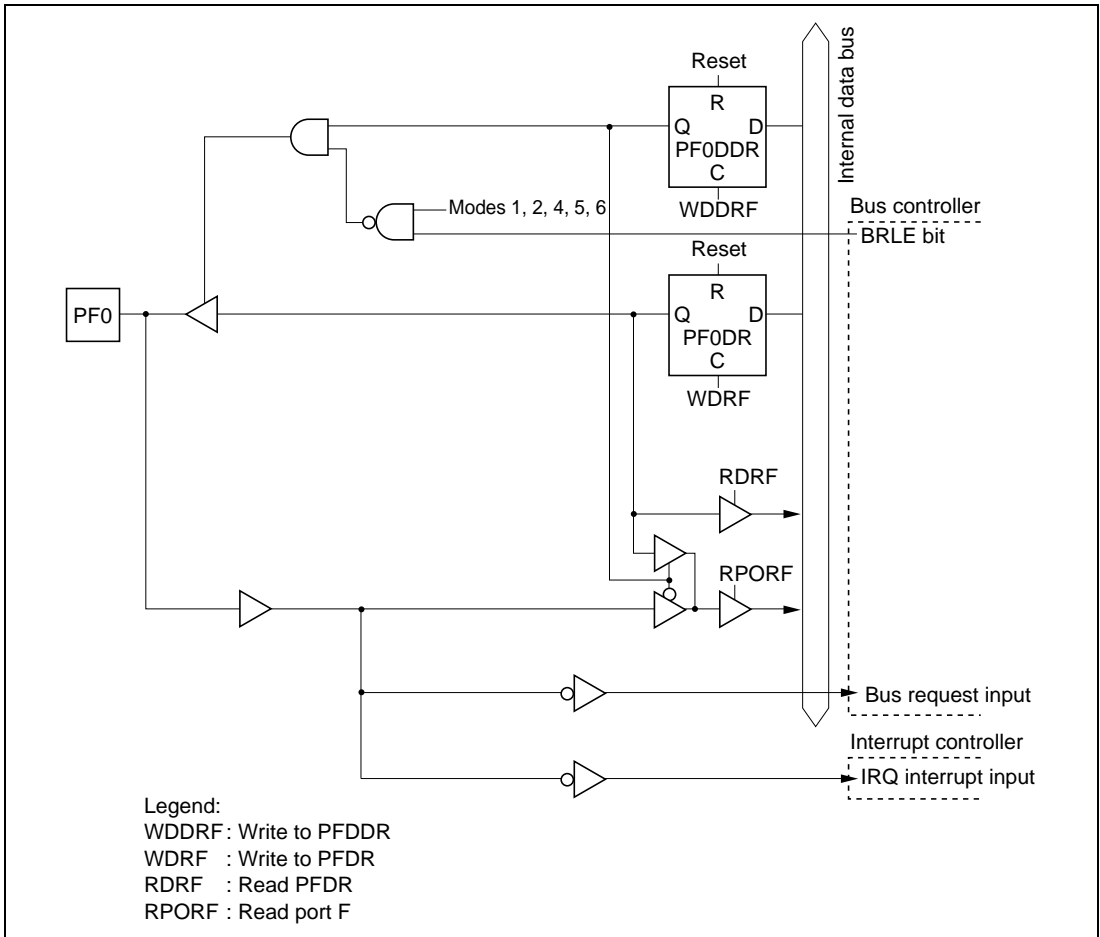 Reset
R
Q D
PF0DDR
C
WDDRF
Internal data bus
Modes 1, 2, 4, 5, 6
Bus controller
BRLE bit
Reset
R
Q D
PF0DR
C
WDRF
PF0
RDRF
RPORF
Bus request input
Interrupt controller
IRQ interrupt input
Legend:
WDDRF : Write to PFDDR
WDRF : Write to PFDR
RDRF : Read PFDR
RPORF : Read port F